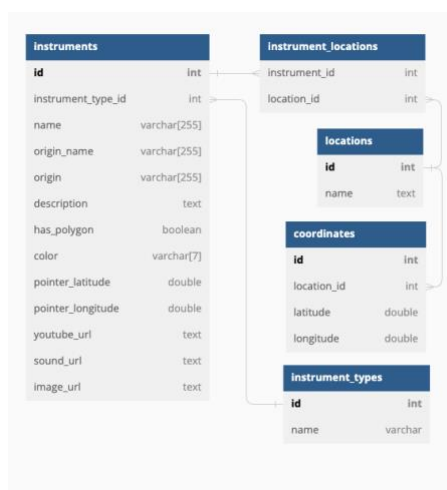 instruments
id int
instrument_type_id int
name varchar[255]
origin_name varchar[255]
origin varchar[255]
description text
has_polygon boolean
color varchar[7]
pointer_latitude double
pointer_longitude double
youtube_url text
sound_url text
image_url text
instrument_locations
instrument_id int
location_id int
locations
id int
name text
coordinates
id int
location_id int
latitude double
longitude double
instrument_types
id int
name varchar